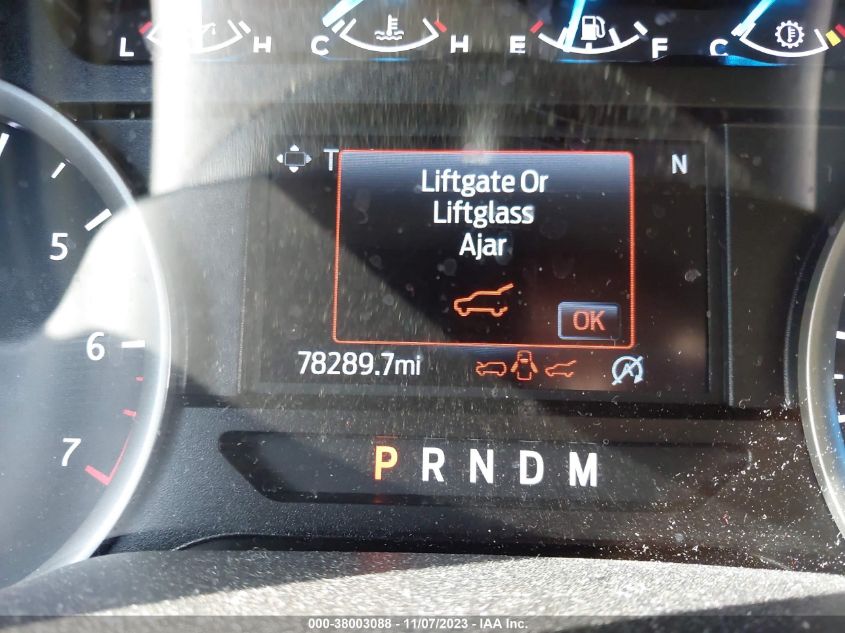 L H C H E F C
T
N
Liftgate Or
Liftglass
Ajar
OK
5
6
7
78289.7mi
P R N D M
000-38003088 - 11/07/2023 - IAA Inc.